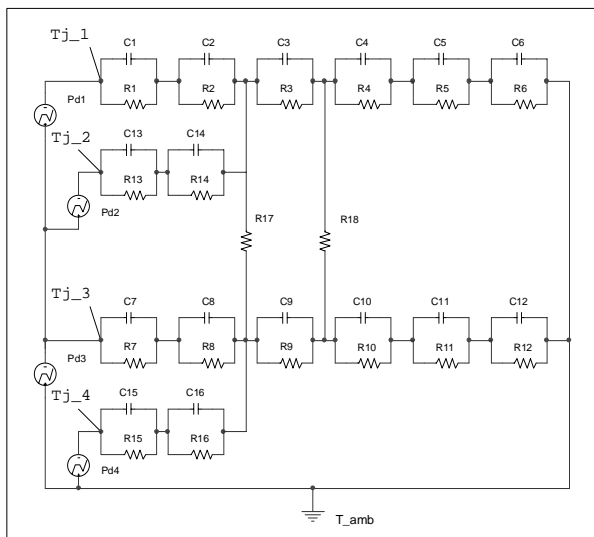 Tj_1
C1 C2 C3 C4 C5 C6
R1 R2 R3 R4 R5 R6
Pd1
Tj_2
C13 C14
R13 R14
Pd2
R17 R18
Tj_3
C7 C8 C9 C10 C11 C12
R7 R8 R9 R10 R11 R12
Pd3
Tj_4
C15 C16
R15 R16
Pd4
T_amb